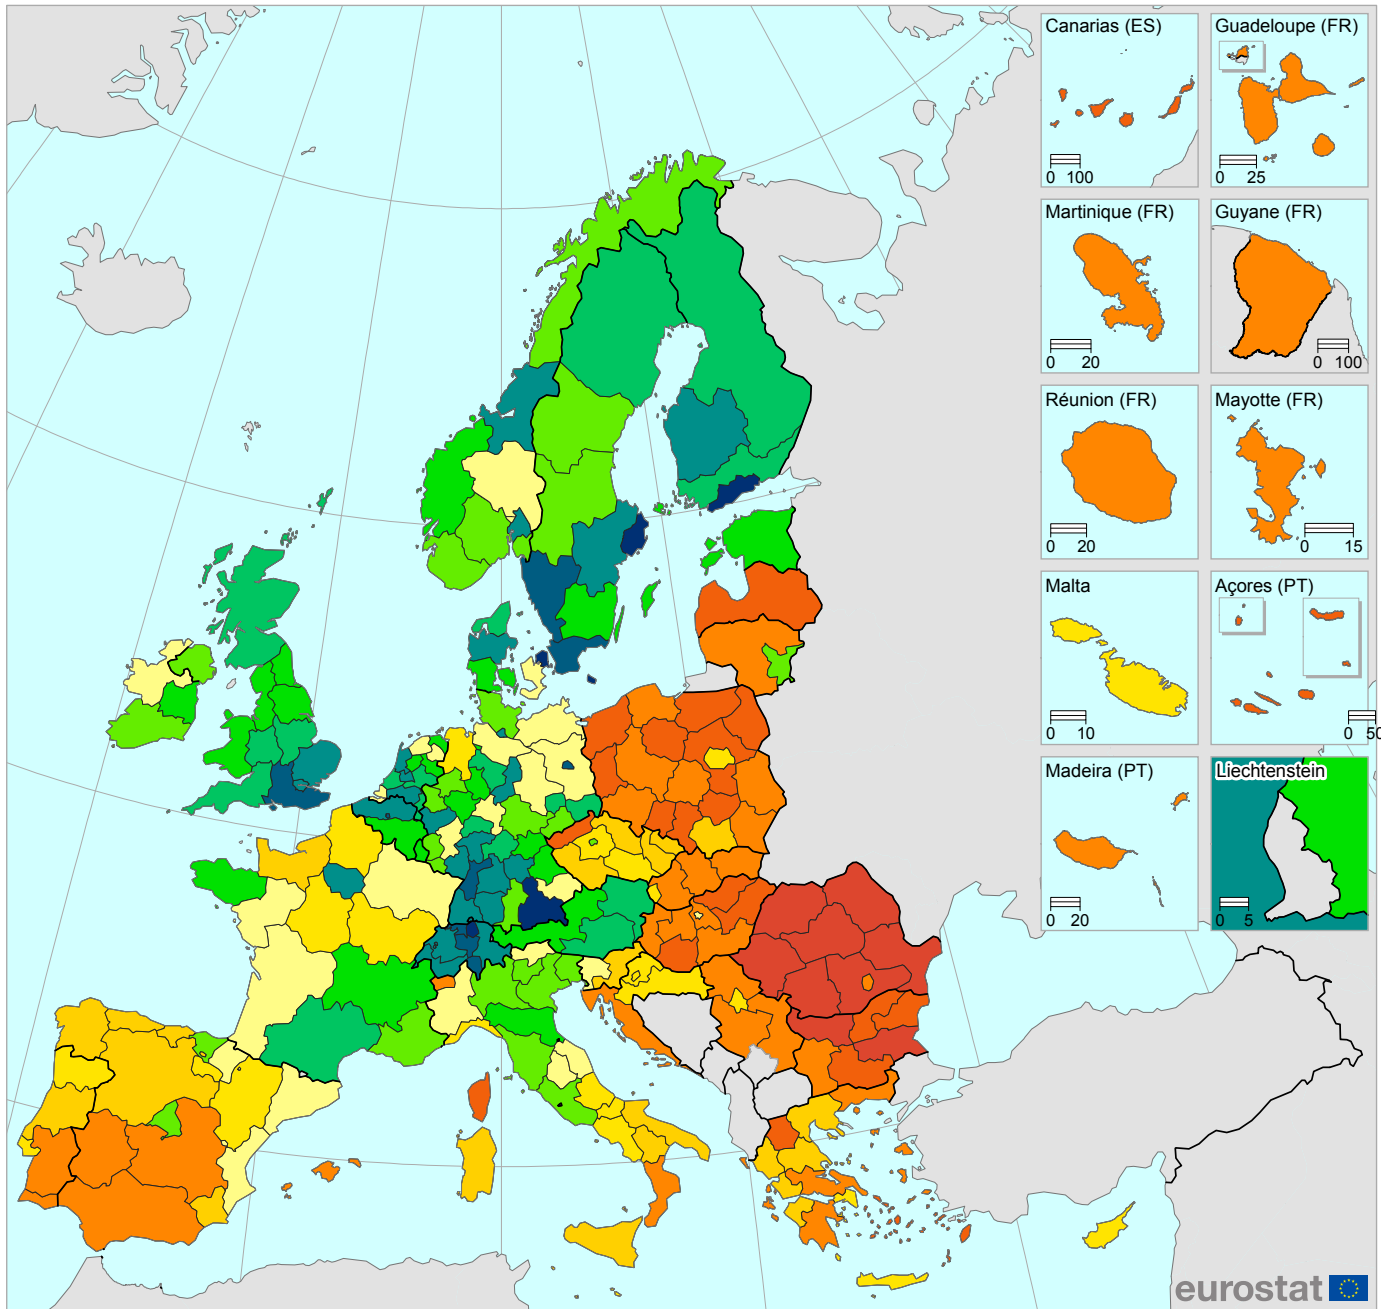 Canarias (ES)
0 100
Guadeloupe (FR)
0 25
Martinique (FR)
0 20
Guyane (FR)
0 100
Réunion (FR)
0 20
Mayotte (FR)
0 15
Malta
0 10
Açores (PT)
0 50
Madeira (PT)
0 20
Liechtenstein
0 5
eurostat